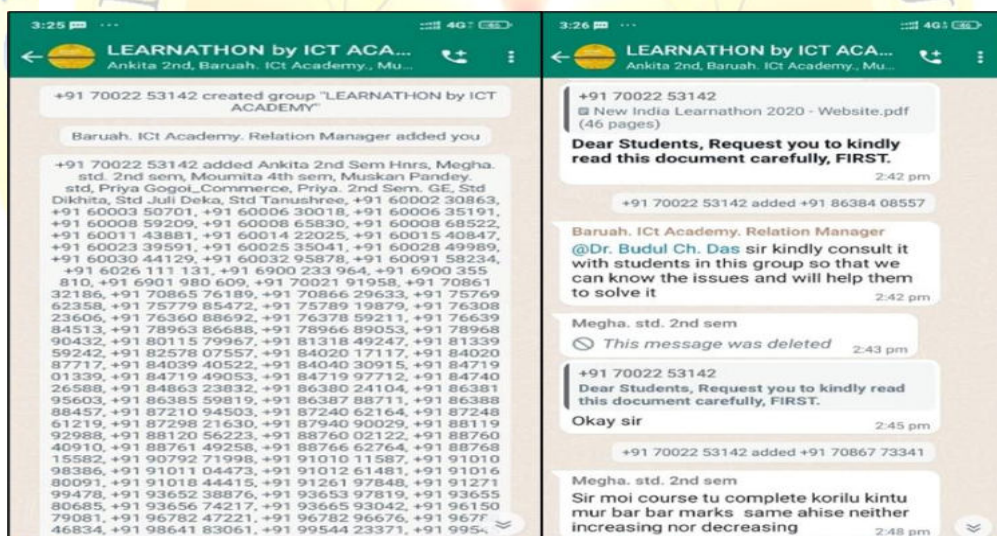 3:25 ... 4G
LEARNATHON by ICT ACA...
Ankita 2nd, Baruah. ICt Academy., Mu...
+91 70022 53142 created group "LEARNATHON by ICT
ACADEMY"
Baruah. ICt Academy. Relation Manager added you
+91 70022 53142 added Ankita 2nd Sem Hnrs, Megha.
std. 2nd sem, Moumita 4th sem, Muskan Pandey.
std, Priya Gogoi_Commerce, Priya. 2nd Sem. GE, Std
Dikhita, Std Juli Deka, Std Tanushree, +91 60002 30863,
+91 60003 50701, +91 60006 30018, +91 60006 35191,
+91 60008 59209, +91 60008 65830, +91 60008 68522,
+91 60011 43881, +91 60014 22025, +91 60015 40847,
+91 60023 39591, +91 60025 35041, +91 60028 49989,
+91 60030 44129, +91 60032 95878, +91 60091 58234,
+91 6026 111 131, +91 6900 233 964, +91 6900 355
810, +91 6901 980 609, +91 70021 91958, +91 70861
32186, +91 70865 76189, +91 70866 29633, +91 75769
62358, +91 75779 85472, +91 75789 19879, +91 76308
23606, +91 76360 88692, +91 76378 59211, +91 76639
84513, +91 78963 86688, +91 78966 89053, +91 78968
90432, +91 80115 79967, +91 81318 49247, +91 81339
59242, +91 82578 07557, +91 84020 17117, +91 84020
87717, +91 84039 40522, +91 84040 30915, +91 84719
01339, +91 84719 49053, +91 84719 97712, +91 84740
26588, +91 84863 23832, +91 86380 24104, +91 86381
95603, +91 86385 59819, +91 86387 88711, +91 86388
88457, +91 87210 94503, +91 87240 62164, +91 87248
61219, +91 87298 21630, +91 87940 90029, +91 88119
92988, +91 88120 56223, +91 88760 02122, +91 88760
40910, +91 88761 49258, +91 88766 62764, +91 88768
15582, +91 90792 71998, +91 91010 11587, +91 91010
98386, +91 91011 04473, +91 91012 61481, +91 91016
80091, +91 91018 44415, +91 91261 97848, +91 91271
99478, +91 93652 38876, +91 93653 97819, +91 93655
80685, +91 93656 74217, +91 93665 93042, +91 96150
79081, +91 96782 47221, +91 96782 96676, +91 9678
46834, +91 98641 83061, +91 99544 23371, +91 995
3:26 ... 4G
LEARNATHON by ICT ACA...
Ankita 2nd, Baruah. ICt Academy., Mu...
+91 70022 53142
New India Learnathon 2020 - Website.pdf
(46 pages)
Dear Students, Request you to kindly
read this document carefully, FIRST.
2:42 pm
+91 70022 53142 added +91 86384 08557
Baruah. ICt Academy. Relation Manager
@Dr. Budul Ch. Das sir kindly consult it
with students in this group so that we
can know the issues and will help them
to solve it
2:42 pm
Megha. std. 2nd sem
This message was deleted 2:43 pm
+91 70022 53142
Dear Students, Request you to kindly read
this document carefully, FIRST.
Okay sir
2:45 pm
+91 70022 53142 added +91 70867 73341
Megha. std. 2nd sem
Sir moi course tu complete korilu kintu
mur bar bar marks same ahise neither
increasing nor decreasing
2:48 pm